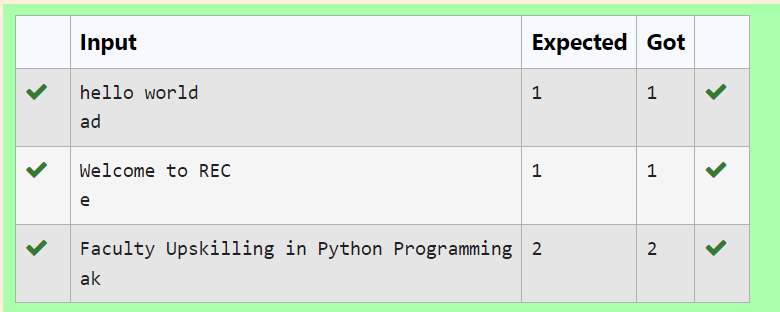 Input Expected Got
hello world 1 1
ad
Welcome to REC 1 1
e
Faculty Upskilling in Python Programming 2 2
ak